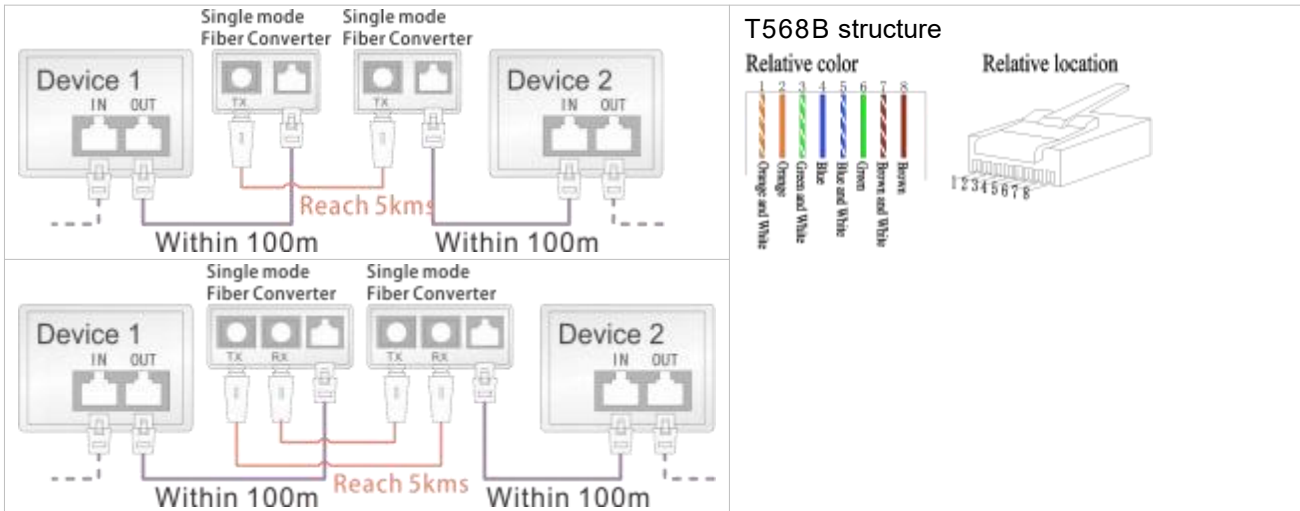 Single mode
Fiber Converter
Single mode
Fiber Converter
Device 1
IN OUT
TX
TX
Device 2
IN OUT
Reach 5kms
Within 100m
Within 100m
Single mode
Fiber Converter
Single mode
Fiber Converter
Device 1
IN OUT
TX RX
TX RX
Device 2
IN OUT
Reach 5kms
Within 100m
Within 100m
T568B structure
Relative color
1 2 3 4 5 6 7 8
Orange and White
Orange
Green and White
Blue
Blue and White
Green
Brown and White
Brown
Relative location
12345678